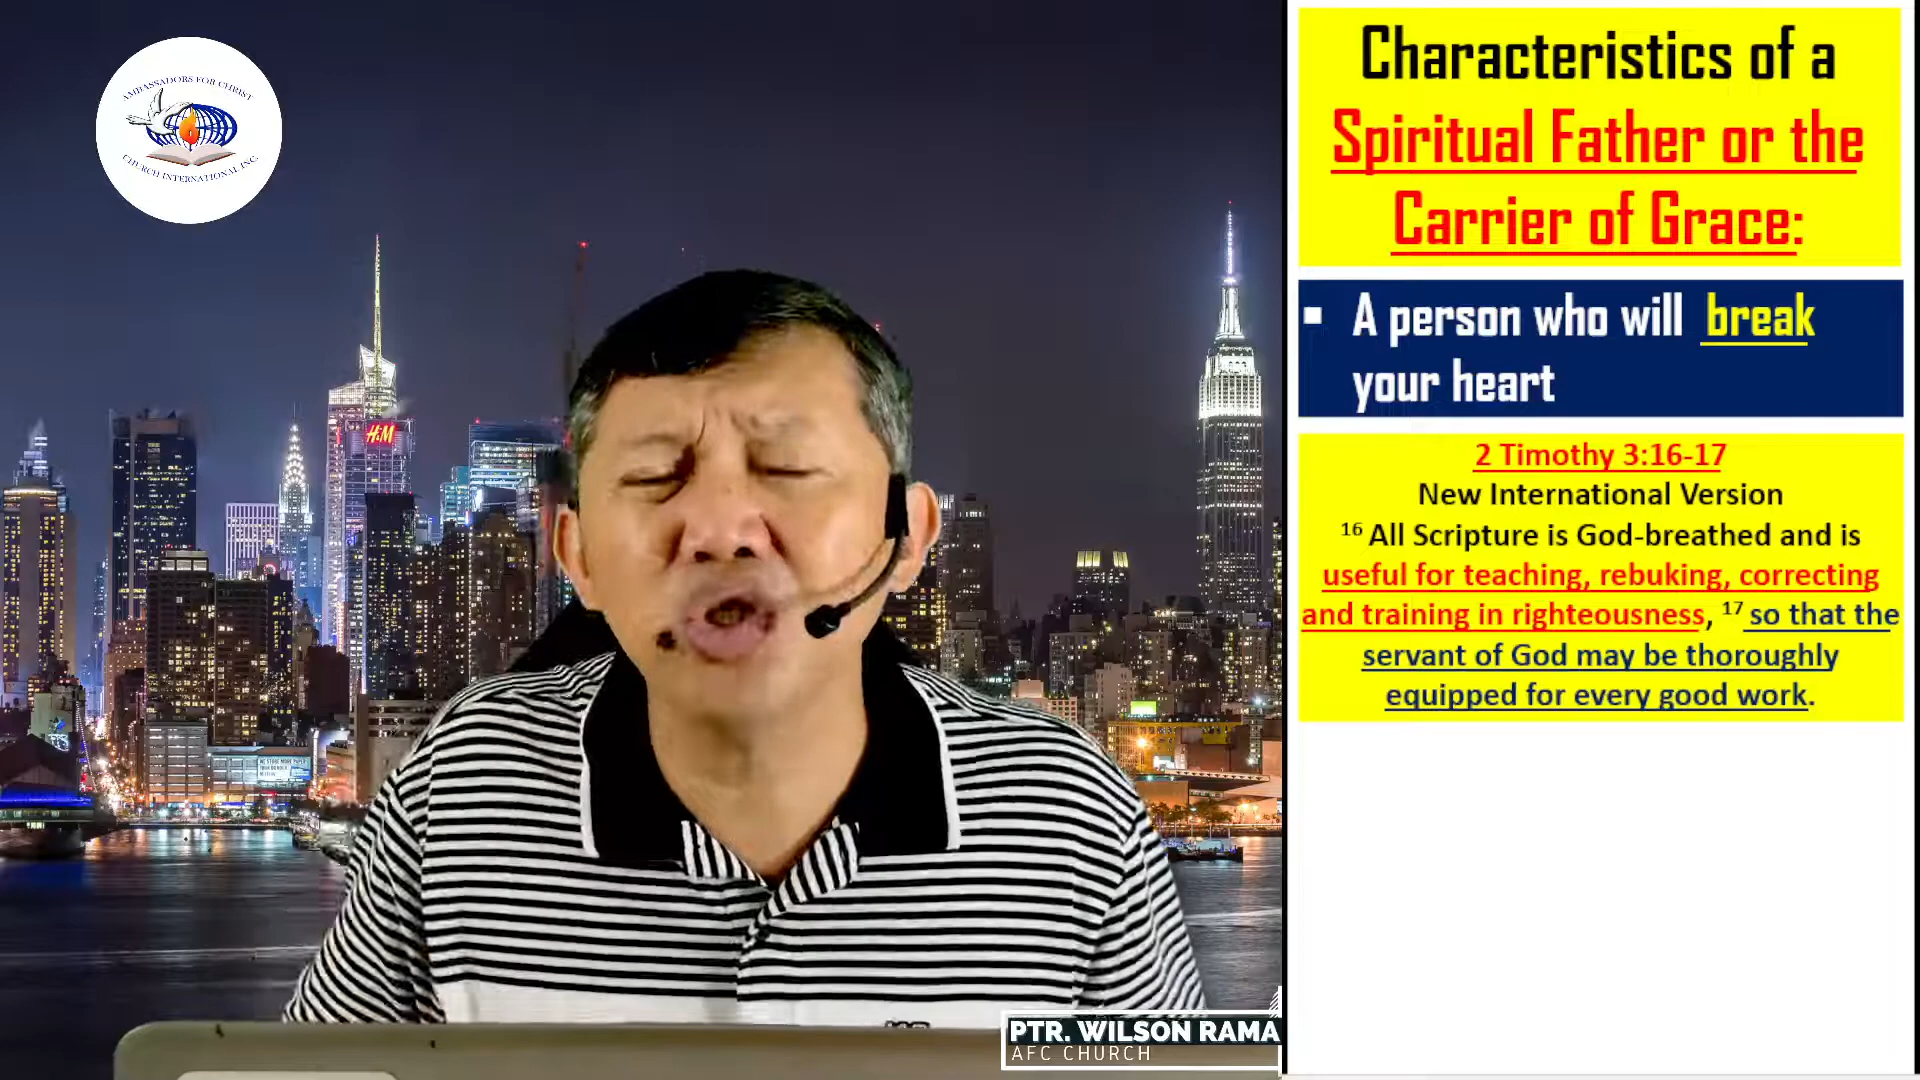 AMBASSADORS FOR CHRIST
CHURCH INTERNATIONAL INC.
H&M
PTR. WILSON RAMA
AFC CHURCH
Characteristics of a
Spiritual Father or the
Carrier of Grace:
▪ A person who will break
your heart
2 Timothy 3:16-17
New International Version
16 All Scripture is God-breathed and is
useful for teaching, rebuking, correcting
and training in righteousness, 17 so that the
servant of God may be thoroughly
equipped for every good work.